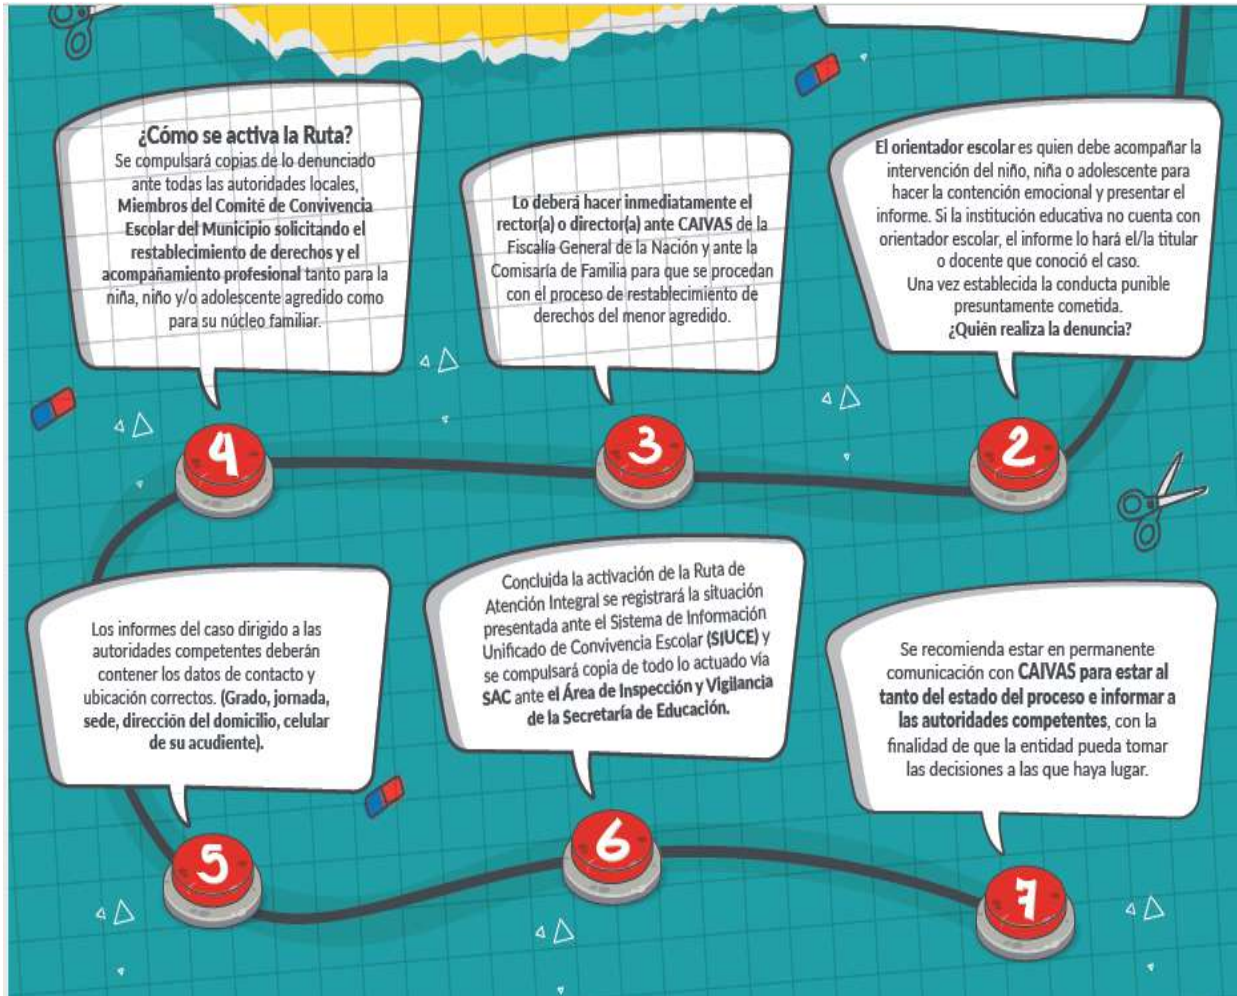 El orientador escolar es quien debe acompañar la
intervención del niño, niña o adolescente para
hacer la contención emocional y presentar el
informe. Si la institución educativa no cuenta con
orientador escolar, el informe lo hará el/la titular
o docente que conoció el caso.
Una vez establecida la conducta punible
presuntamente cometida.
¿Quién realiza la denuncia?
2
Lo deberá hacer inmediatamente el
rector(a) o director(a) ante CAIVAS de la
Fiscalía General de la Nación y ante la
Comisaría de Familia para que se procedan
con el proceso de restablecimiento de
derechos del menor agredido.
3
¿Cómo se activa la Ruta?
Se compulsará copias de lo denunciado
ante todas las autoridades locales,
Miembros del Comité de Convivencia
Escolar del Municipio solicitando el
restablecimiento de derechos y el
acompañamiento profesional tanto para la
niña, niño y/o adolescente agredido como
para su núcleo familiar.
4
Los informes del caso dirigido a las
autoridades competentes deberán
contener los datos de contacto y
ubicación correctos. (Grado, jornada,
sede, dirección del domicilio, celular
de su acudiente).
5
Concluida la activación de la Ruta de
Atención Integral se registrará la situación
presentada ante el Sistema de Información
Unificado de Convivencia Escolar (SIUCE) y
se compulsará copia de todo lo actuado vía
SAC ante el Área de Inspección y Vigilancia
de la Secretaría de Educación.
6
Se recomienda estar en permanente
comunicación con CAIVAS para estar al
tanto del estado del proceso e informar a
las autoridades competentes, con la
finalidad de que la entidad pueda tomar
las decisiones a las que haya lugar.
7